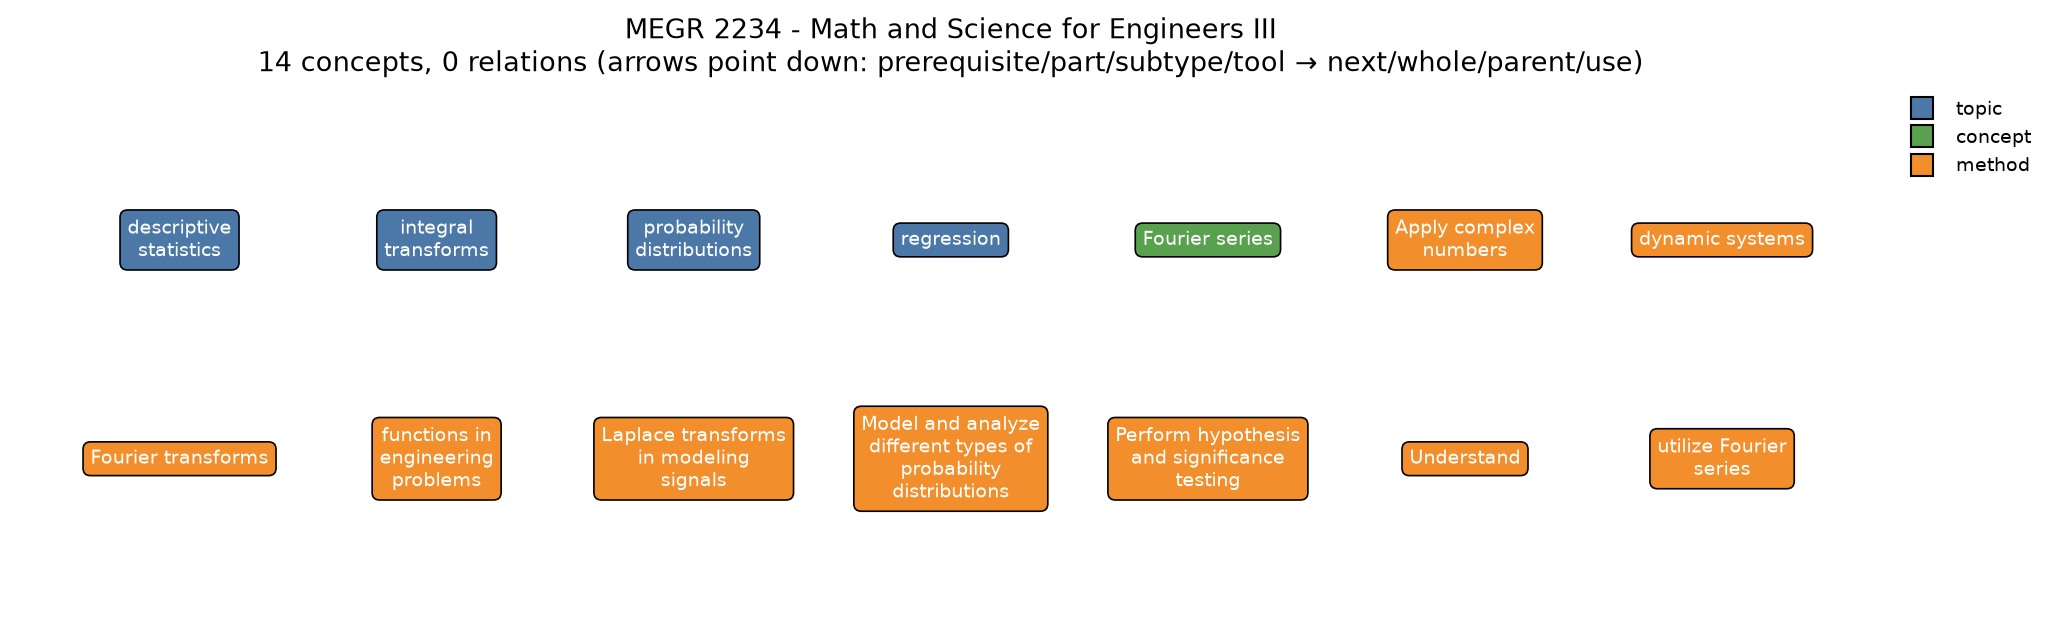 MEGR 2234 - Math and Science for Engineers III
14 concepts, 0 relations (arrows point down: prerequisite/part/subtype/tool → next/whole/parent/use)
topic
concept
method
descriptive
statistics
integral
transforms
probability
distributions
regression
Fourier series
Apply complex
numbers
dynamic systems
Fourier transforms
functions in
engineering
problems
Laplace transforms
in modeling
signals
Model and analyze
different types of
probability
distributions
Perform hypothesis
and significance
testing
Understand
utilize Fourier
series